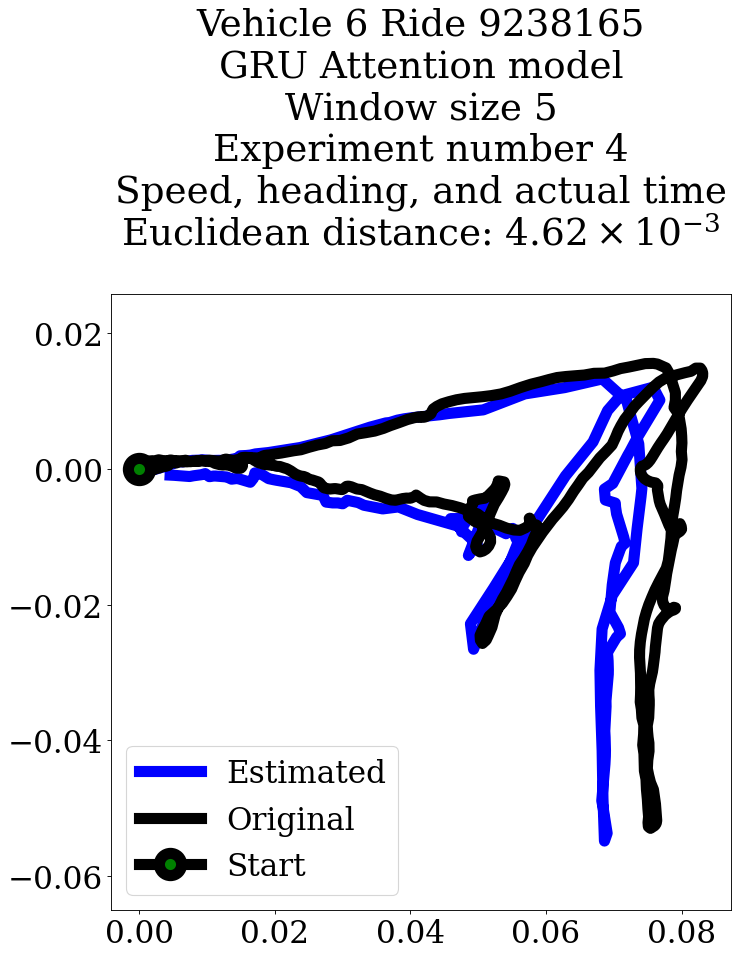 Vehicle 6 Ride 9238165
GRU Attention model
Window size 5
Experiment number 4
Speed, heading, and actual time
Euclidean distance: 4.62 × 10⁻³
0.02
0.00
−0.02
−0.04
−0.06
Estimated
Original
Start
0.00 0.02 0.04 0.06 0.08